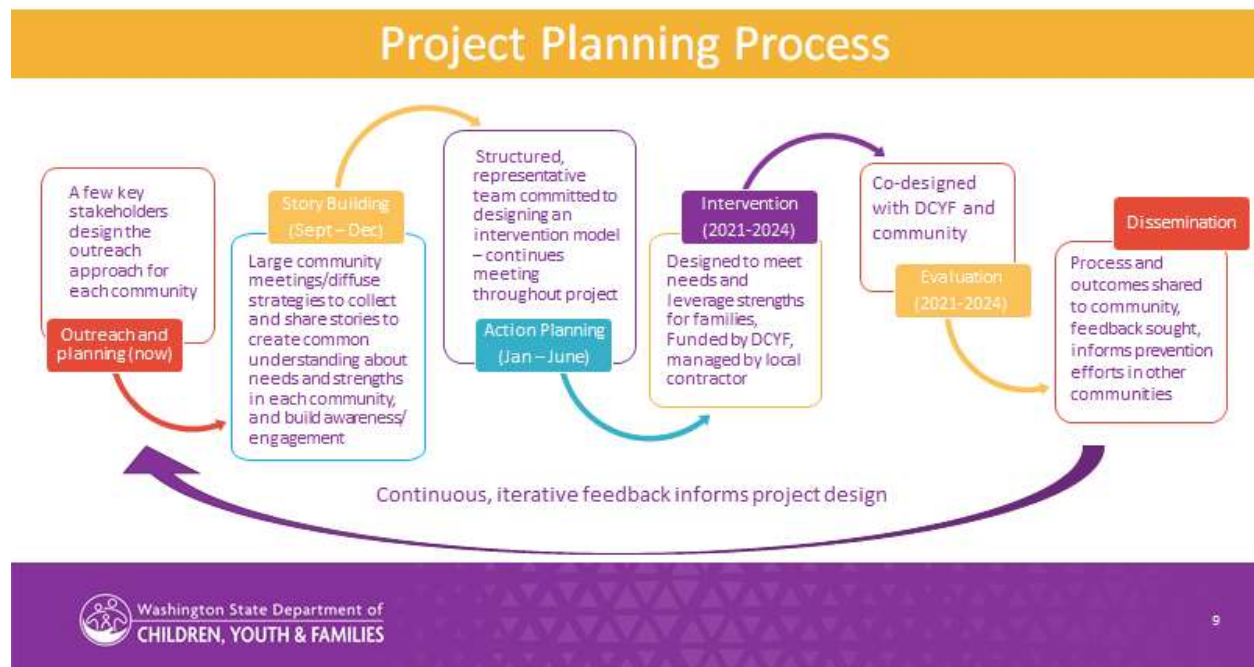 Project Planning Process
A few key
stakeholders
design the
outreach
approach for
each community
Outreach and
planning (now)
Story Building
(Sept – Dec)
Large community
meetings/diffuse
strategies to collect
and share stories to
create common
understanding about
needs and strengths
in each community,
and build awareness/
engagement
Structured,
representative
team committed to
designing an
intervention model
– continues
meeting
throughout project
Action Planning
(Jan – June)
Intervention
(2021-2024)
Designed to meet
needs and
leverage strengths
for families,
Funded by DCYF,
managed by local
contractor
Co-designed
with DCYF and
community
Evaluation
(2021-2024)
Dissemination
Process and
outcomes shared
to community,
feedback sought,
informs prevention
efforts in other
communities
Continuous, iterative feedback informs project design
Washington State Department of
CHILDREN, YOUTH & FAMILIES
9